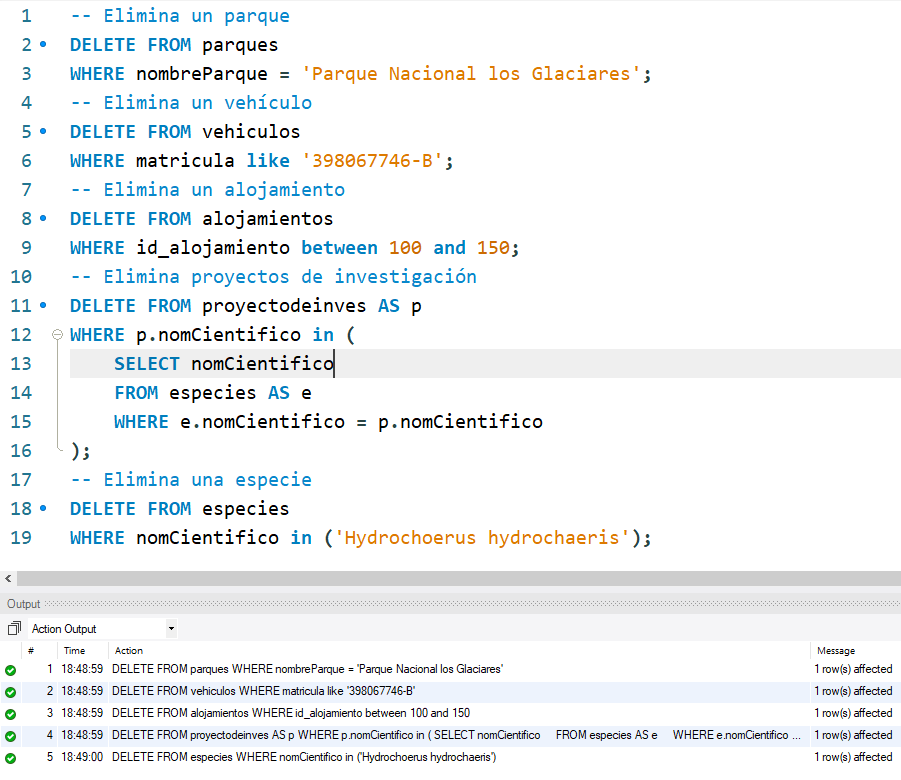 1 -- Elimina un parque
2 DELETE FROM parques
3 WHERE nombreParque = 'Parque Nacional los Glaciares';
4 -- Elimina un vehículo
5 DELETE FROM vehiculos
6 WHERE matricula like '398067746-B';
7 -- Elimina un alojamiento
8 DELETE FROM alojamientos
9 WHERE id_alojamiento between 100 and 150;
10 -- Elimina proyectos de investigación
11 DELETE FROM proyectodeinves AS p
12 WHERE p.nomCientifico in (
13 SELECT nomCientifico
14 FROM especies AS e
15 WHERE e.nomCientifico = p.nomCientifico
16 );
17 -- Elimina una especie
18 DELETE FROM especies
19 WHERE nomCientifico in ('Hydrochoerus hydrochaeris');
Output
Action Output
# Time Action Message
1 18:48:59 DELETE FROM parques WHERE nombreParque = 'Parque Nacional los Glaciares' 1 row(s) affected
2 18:48:59 DELETE FROM vehiculos WHERE matricula like '398067746-B' 1 row(s) affected
3 18:48:59 DELETE FROM alojamientos WHERE id_alojamiento between 100 and 150 1 row(s) affected
4 18:48:59 DELETE FROM proyectodeinves AS p WHERE p.nomCientifico in ( SELECT nomCientifico FROM especies AS e WHERE e.nomCientifico ... 1 row(s) affected
5 18:49:00 DELETE FROM especies WHERE nomCientifico in ('Hydrochoerus hydrochaeris') 1 row(s) affected